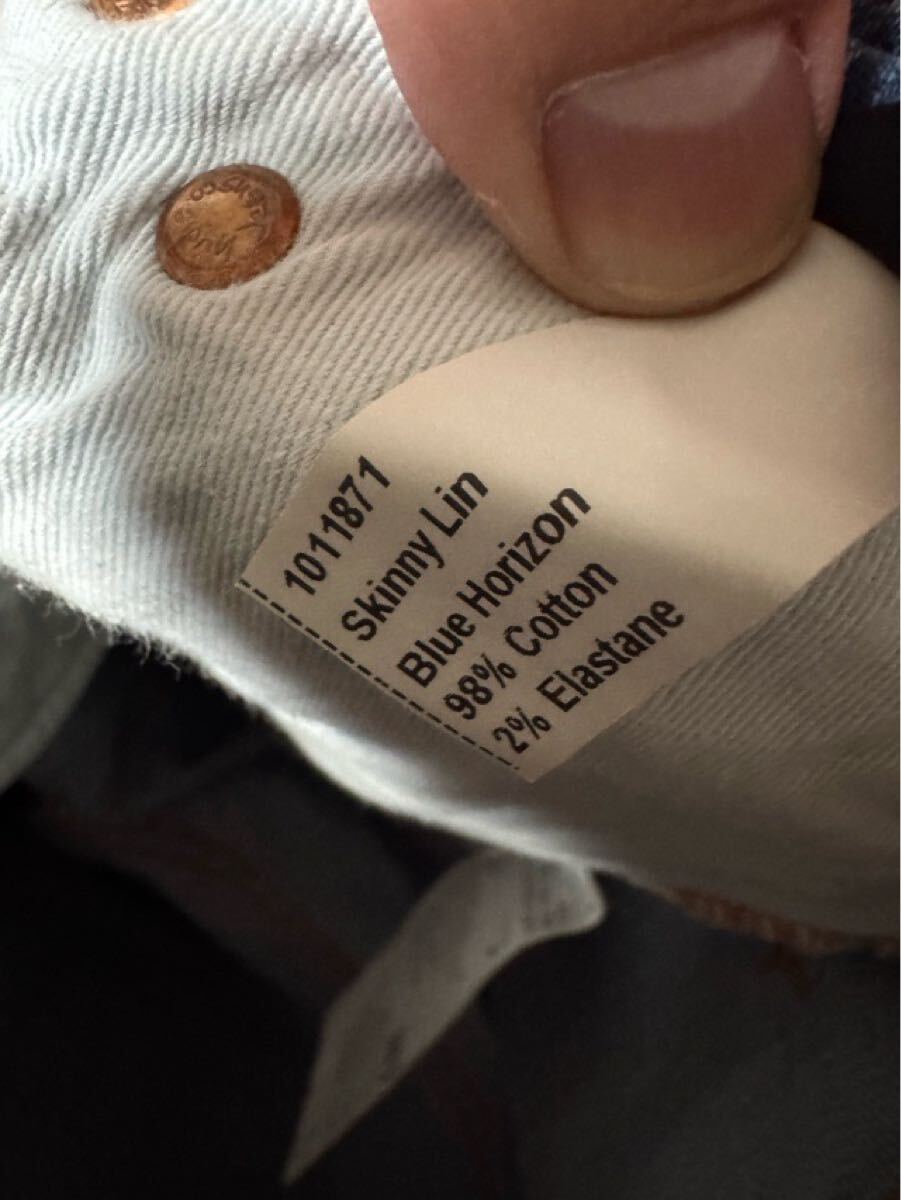 1011871
Skinny Lin
Blue Horizon
98% Cotton
2% Elastane